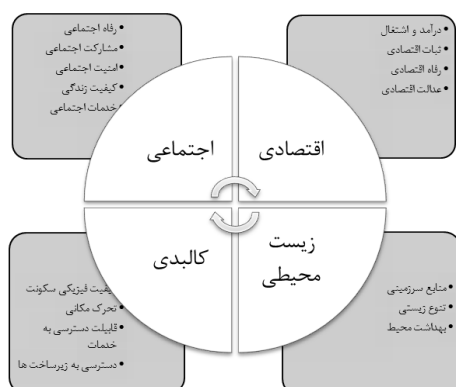 • درآمد و اشتغال
• ثبات اقتصادی
• رفاه اقتصادی
• عدالت اقتصادی
• رفاه اجتماعی
• مشارکت اجتماعی
• امنیت اجتماعی
• کیفیت زندگی
خدمات اجتماعی
اقتصادی
اجتماعی
زیست
محیطی
کالبدی
• منابع سرزمینی
• تنوع زیستی
• بهداشت محیط
فیزیکی سکونت
تحرک مکانی
• قابیلت دسترسی به
خدمات
• دسترسی به زیرساخت ها